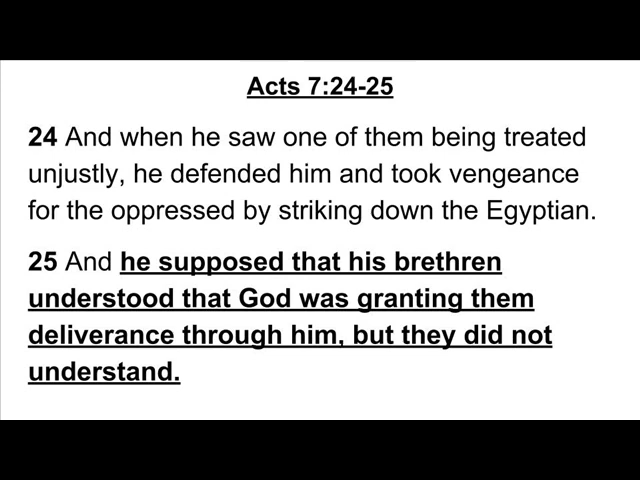 Acts 7:24-25
24 And when he saw one of them being treated
unjustly, he defended him and took vengeance
for the oppressed by striking down the Egyptian.
25 And he supposed that his brethren
understood that God was granting them
deliverance through him, but they did not
understand.